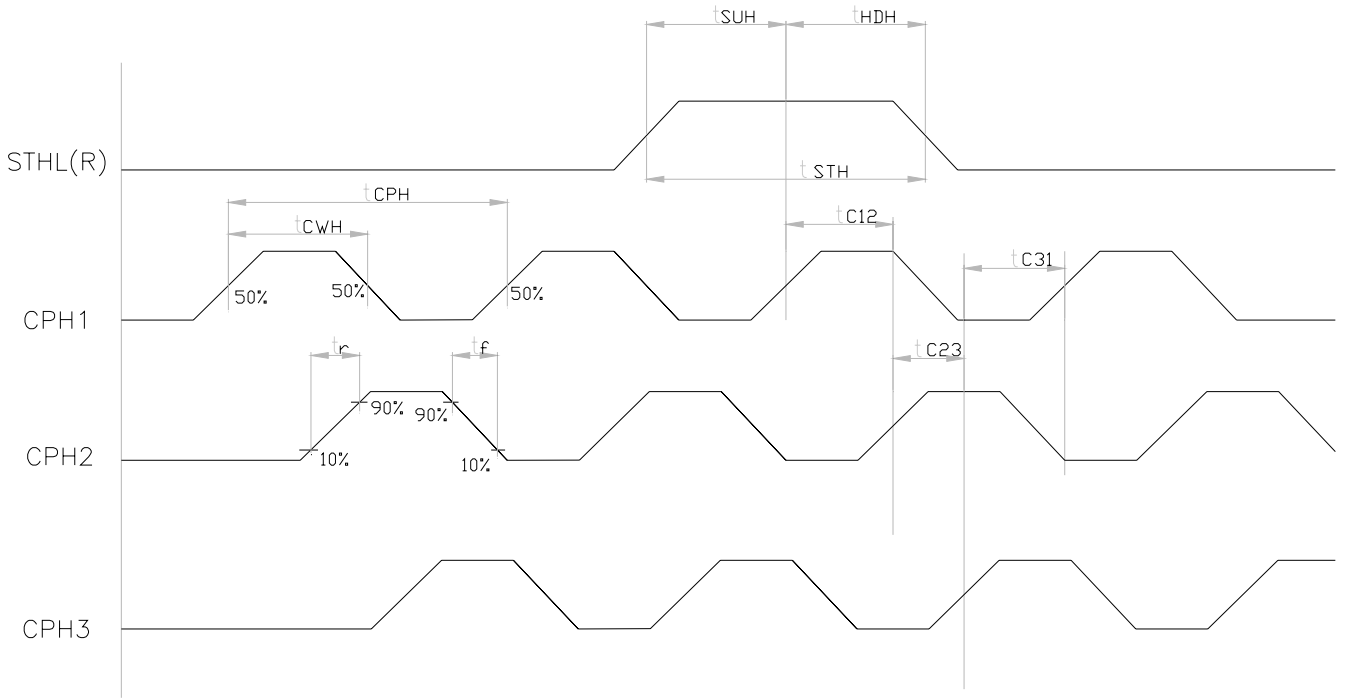 tSUH tHDH
STHL(R)
tSTH
tCPH
tCWH
tC12
tC31
50% 50% 50%
CPH1
tr tf
tC23
90% 90%
10% 10%
CPH2
CPH3